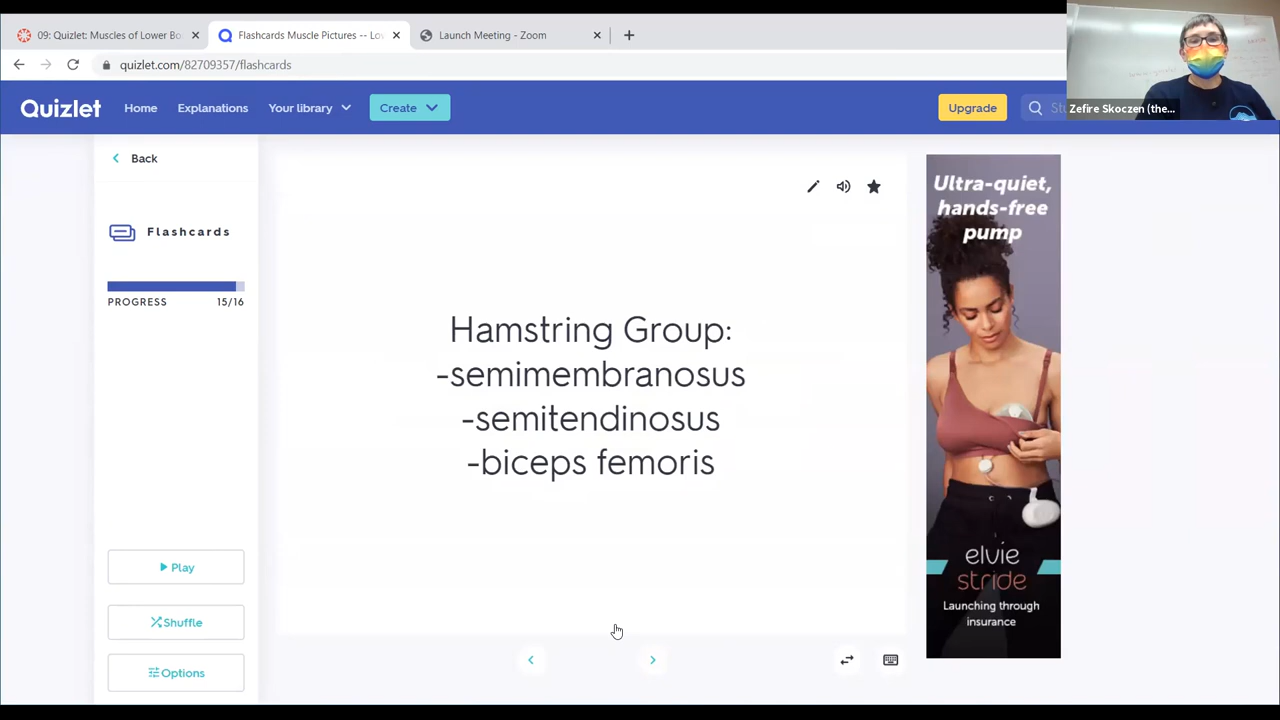 09: Quizlet: Muscles of Lower Bo
Flashcards Muscle Pictures -- Lo
Launch Meeting - Zoom
quizlet.com/82709357/flashcards
Zefire Skoczen (the...
Quizlet
Home
Explanations
Your library
Create
Upgrade
Back
Flashcards
PROGRESS 15/16
Play
Shuffle
Options
Hamstring Group:
-semimembranosus
-semitendinosus
-biceps femoris
Ultra-quiet,
hands-free
pump
elvie
stride
Launching through
insurance